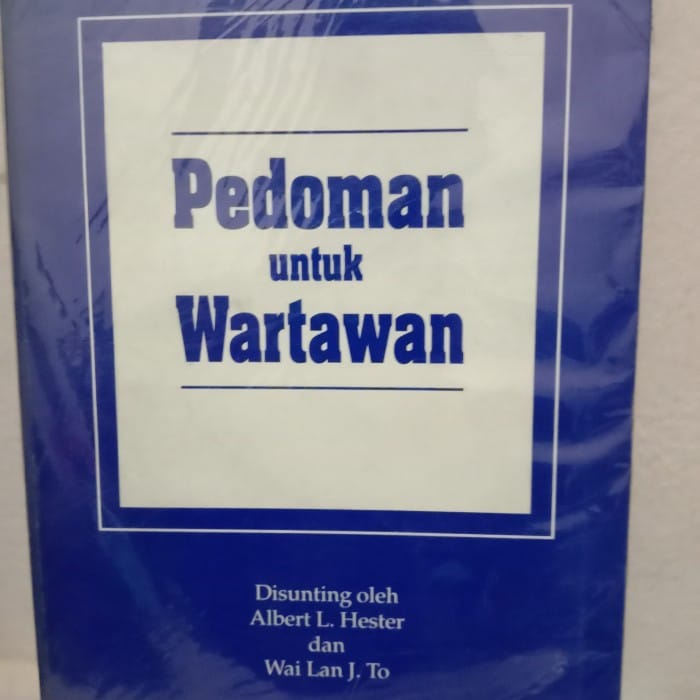 Pedoman
untuk
Wartawan
Disunting oleh
Albert L. Hester
dan
Wai Lan J. To